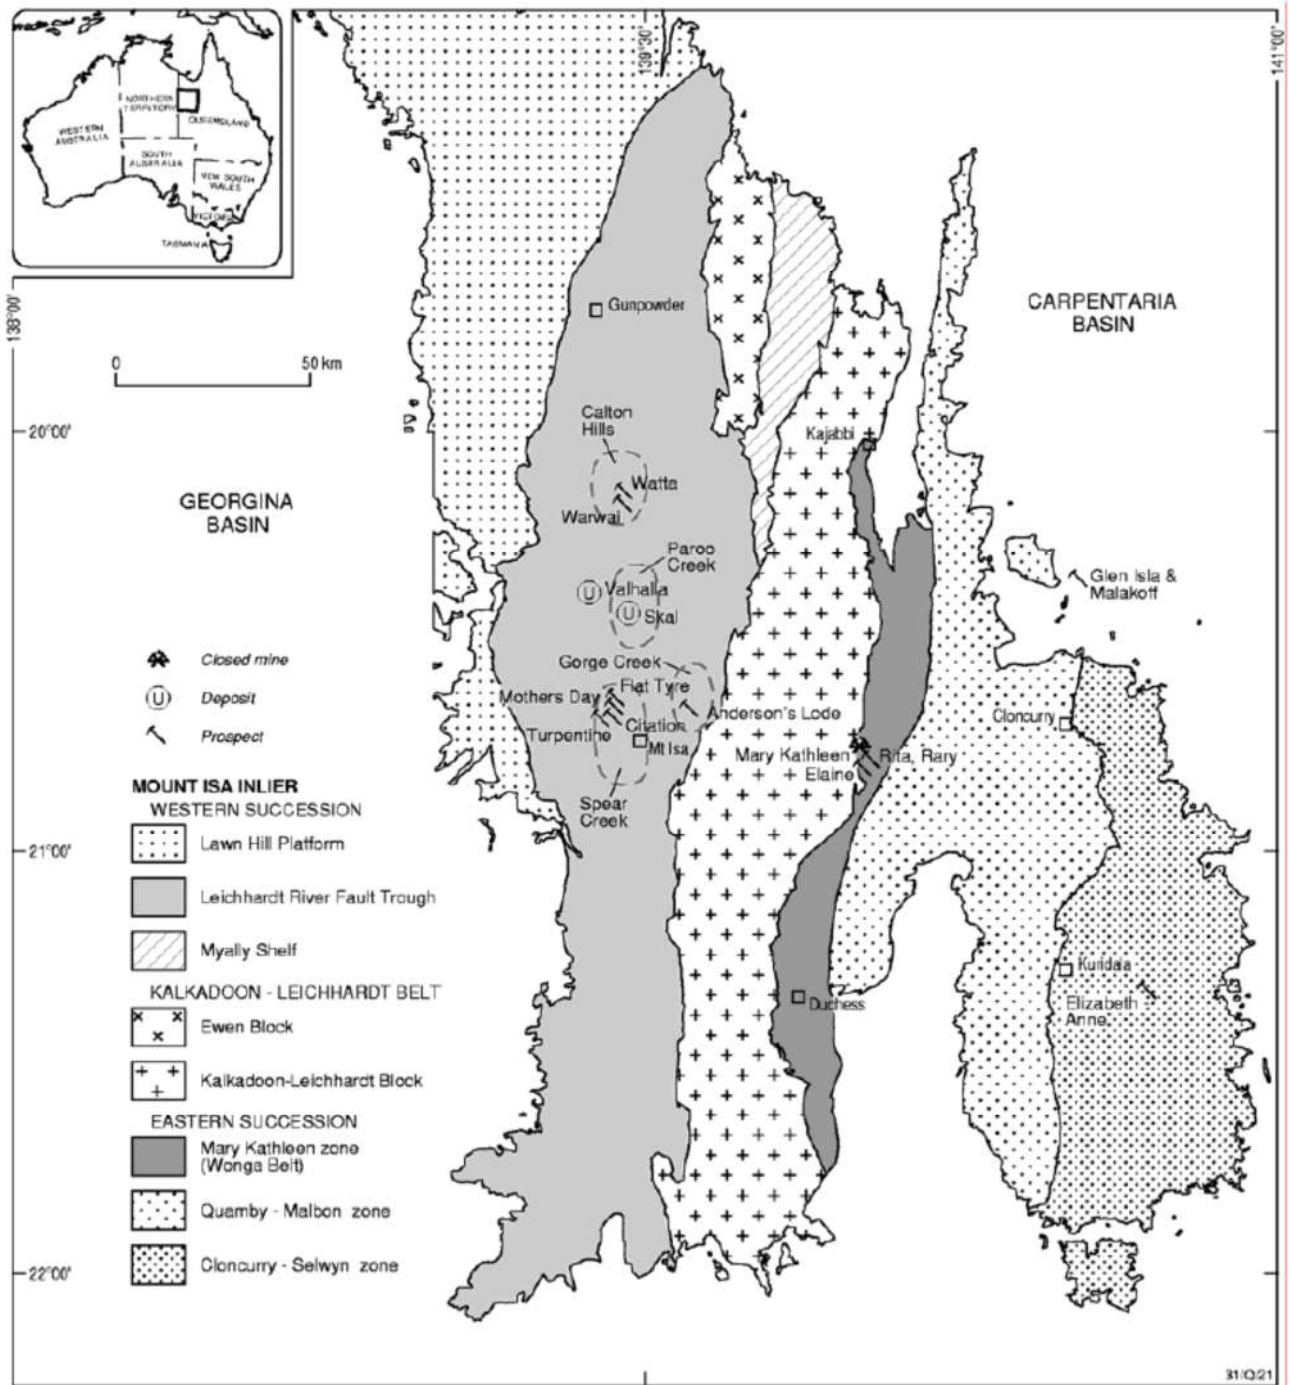 NORTHERN
TERRITORY
QUEENSLAND
WESTERN
AUSTRALIA
SOUTH
AUSTRALIA
NEW SOUTH
WALES
VICTORIA
TASMANIA
139°30'
141°00'
138°00'
0
50 km
Gunpowder
CARPENTARIA
BASIN
Calton
Hills
20°00'
Kajabbi
Watta
Warwai
GEORGINA
BASIN
Paroo
Creek
U
Valhalla
U
Skal
Glen Isla &
Malakoff
Closed mine
U
Deposit
Prospect
Gorge Creek
Flat Tyre
Mothers Day
Anderson's Lode
Citation
Turpentine
Mt Isa
Cloncurry
Mary Kathleen
Rita, Rary
Elaine
Spear
Creek
21°00'
MOUNT ISA INLIER
WESTERN SUCCESSION
Lawn Hill Platform
Leichhardt River Fault Trough
Myally Shelf
KALKADOON - LEICHHARDT BELT
Ewen Block
Kalkadoon-Leichhardt Block
EASTERN SUCCESSION
Mary Kathleen zone
(Wonga Belt)
Quamby - Malbon zone
Cloncurry - Selwyn zone
Kuridala
Elizabeth
Anne
Duchess
22°00'